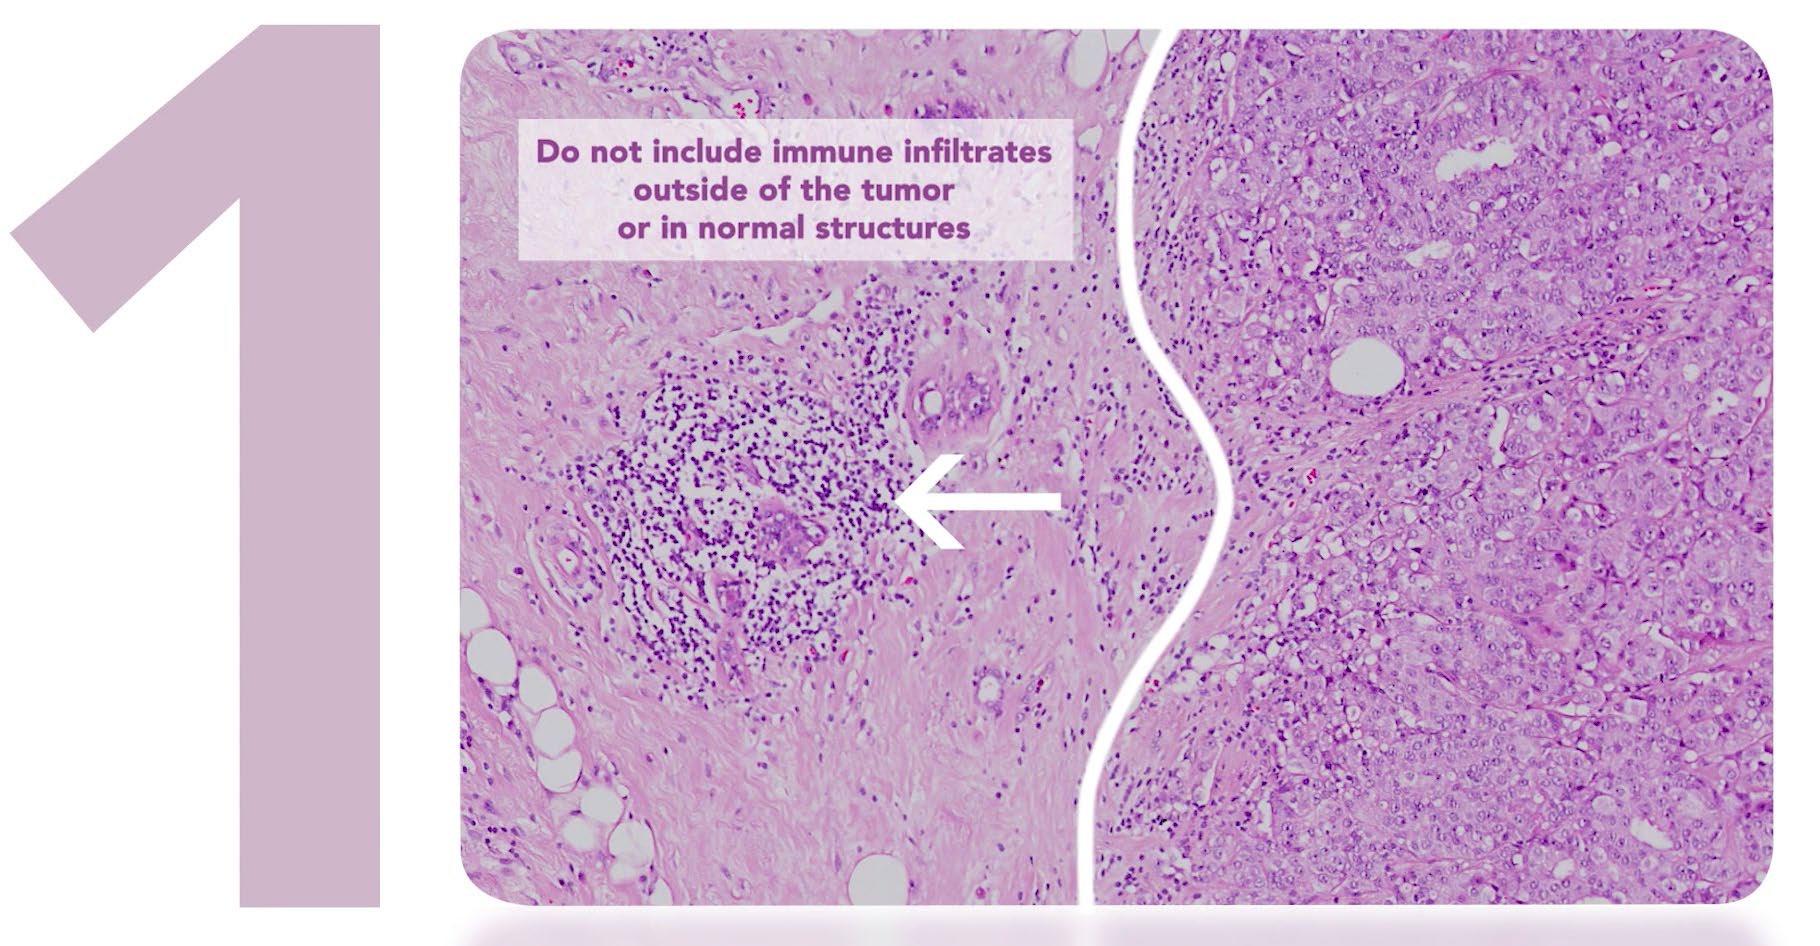 1
Do not include immune infiltrates
outside of the tumor
or in normal structures